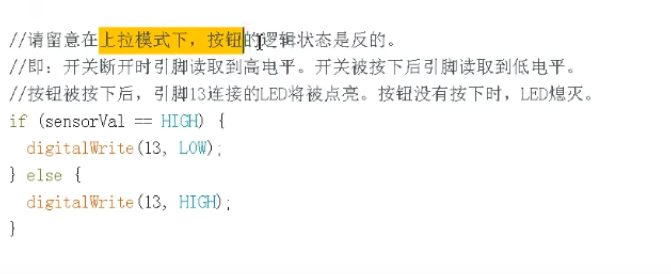 //请留意在上拉模式下，按钮的逻辑状态是反的。
//即：开关断开时引脚读取到高电平。开关被按下后引脚读取到低电平。
//按钮被按下后，引脚13连接的LED将被点亮。按钮没有按下时，LED熄灭。
if (sensorVal == HIGH) {
  digitalWrite(13, LOW);
} else {
  digitalWrite(13, HIGH);
}